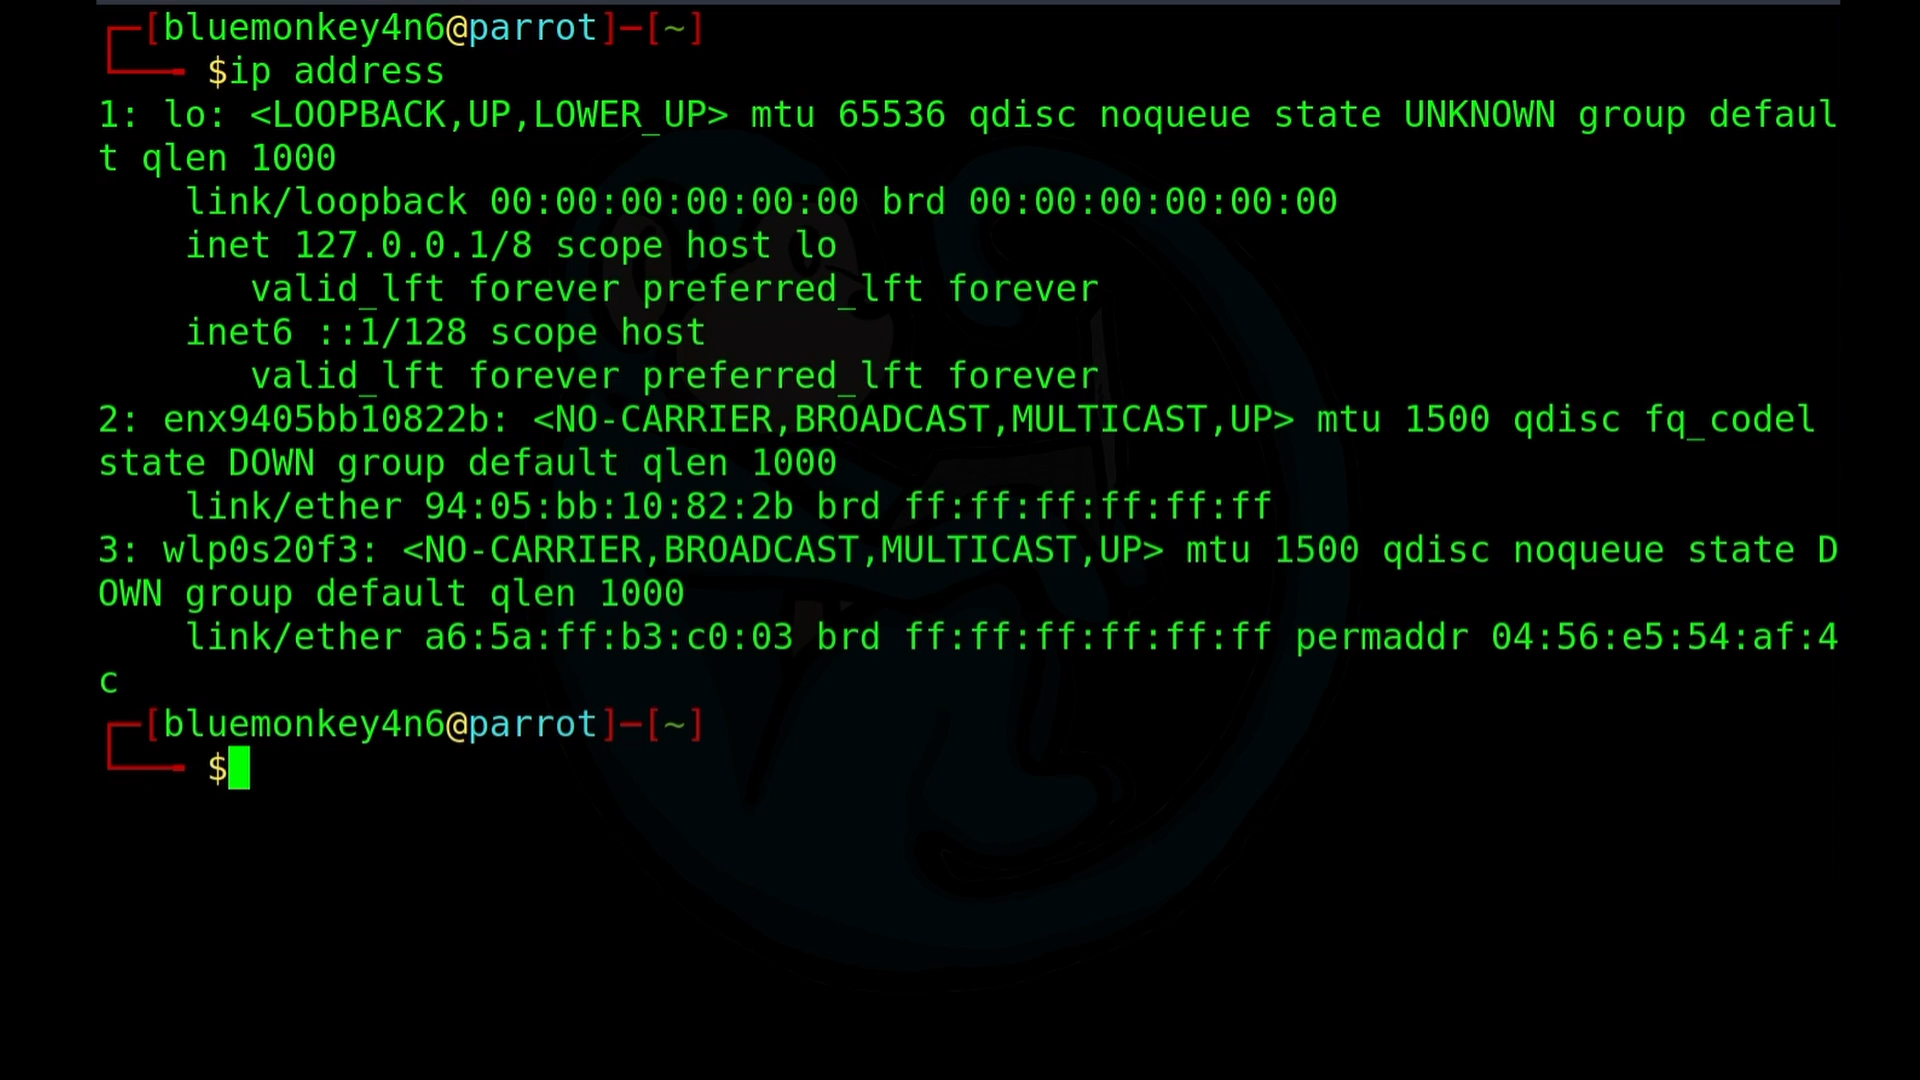 ┌─[bluemonkey4n6@parrot]─[~]
└──╼ $ip address
1: lo: <LOOPBACK,UP,LOWER_UP> mtu 65536 qdisc noqueue state UNKNOWN group defaul
t qlen 1000
    link/loopback 00:00:00:00:00:00 brd 00:00:00:00:00:00
    inet 127.0.0.1/8 scope host lo
       valid_lft forever preferred_lft forever
    inet6 ::1/128 scope host
       valid_lft forever preferred_lft forever
2: enx9405bb10822b: <NO-CARRIER,BROADCAST,MULTICAST,UP> mtu 1500 qdisc fq_codel
state DOWN group default qlen 1000
    link/ether 94:05:bb:10:82:2b brd ff:ff:ff:ff:ff:ff
3: wlp0s20f3: <NO-CARRIER,BROADCAST,MULTICAST,UP> mtu 1500 qdisc noqueue state D
OWN group default qlen 1000
    link/ether a6:5a:ff:b3:c0:03 brd ff:ff:ff:ff:ff:ff permaddr 04:56:e5:54:af:4
c
┌─[bluemonkey4n6@parrot]─[~]
└──╼ $